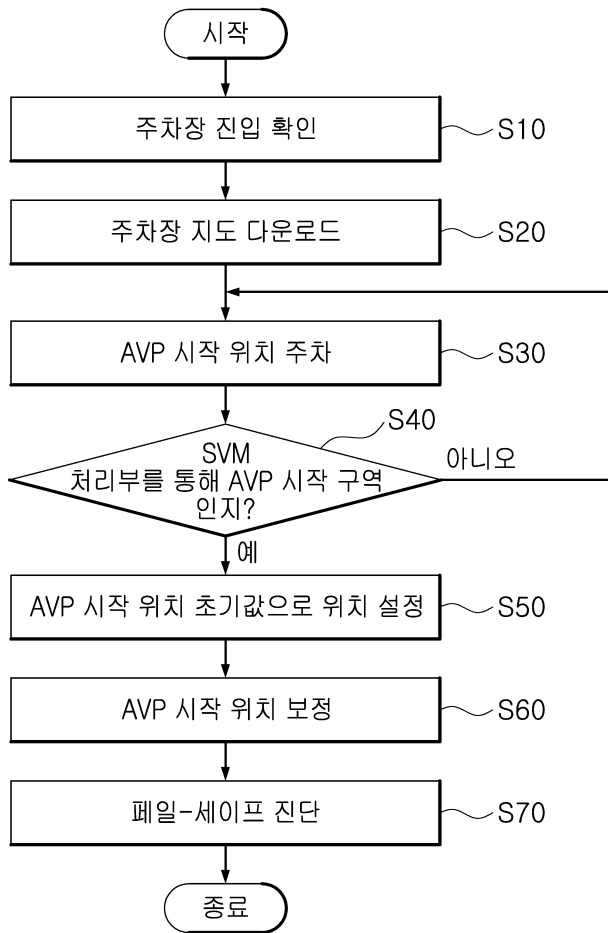 시작
주차장 진입 확인
S10
주차장 지도 다운로드
S20
AVP 시작 위치 주차
S30
S40
SVM
처리부를 통해 AVP 시작 구역
인지?
아니오
예
AVP 시작 위치 초기값으로 위치 설정
S50
AVP 시작 위치 보정
S60
페일-세이프 진단
S70
종료